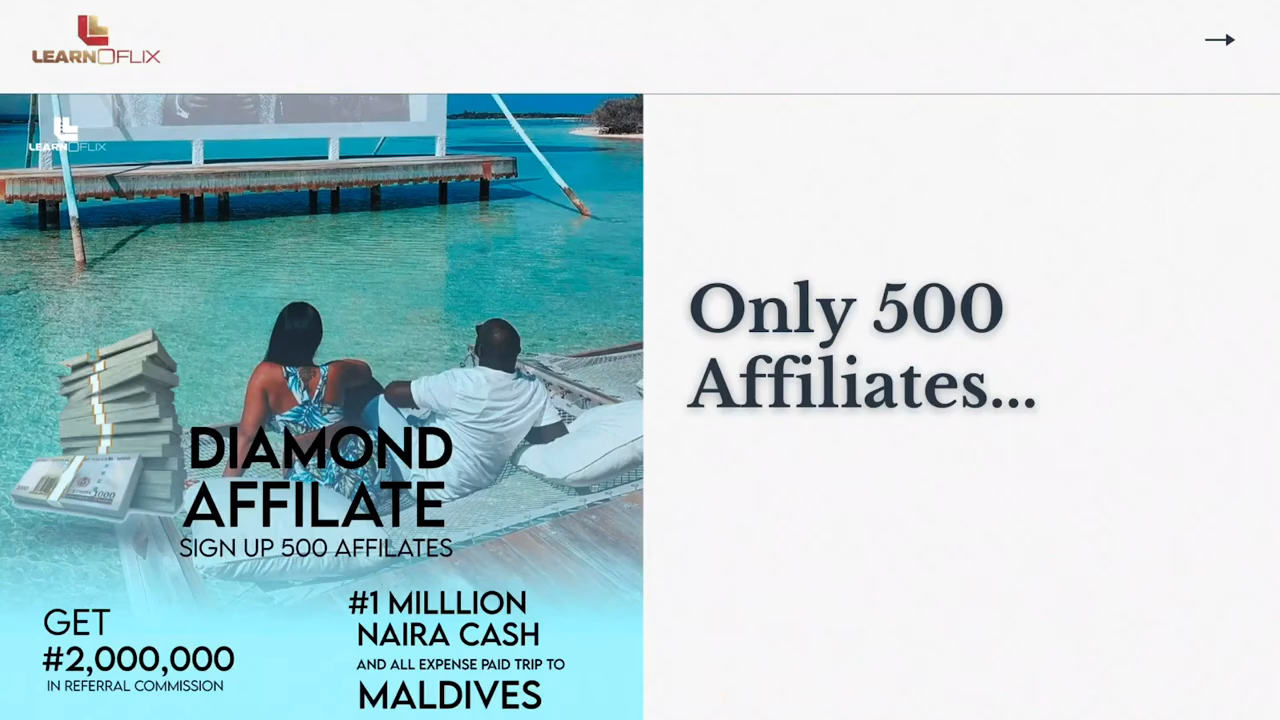 LEARNOFLIX
LEARNOFLIX
DIAMOND
AFFILATE
SIGN UP 500 AFFILATES
GET
#2,000,000
IN REFERRAL COMMISSION
#1 MILLLION
NAIRA CASH
AND ALL EXPENSE PAID TRIP TO
MALDIVES
Only 500
Affiliates...